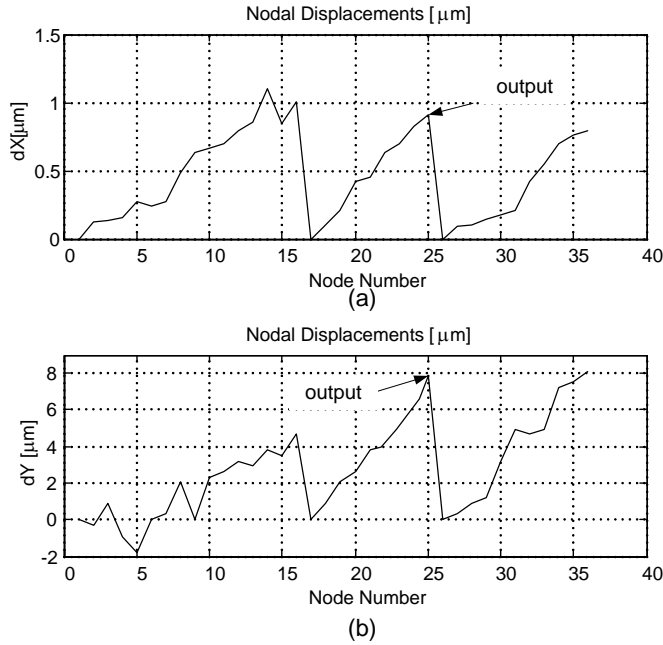 Nodal Displacements [ μm]
1.5
1
0.5
0
dX[μm]
output
0 5 10 15 20 25 30 35 40
Node Number
(a)
Nodal Displacements [ μm]
8
6
4
2
0
-2
dY [μm]
output
0 5 10 15 20 25 30 35 40
Node Number
(b)